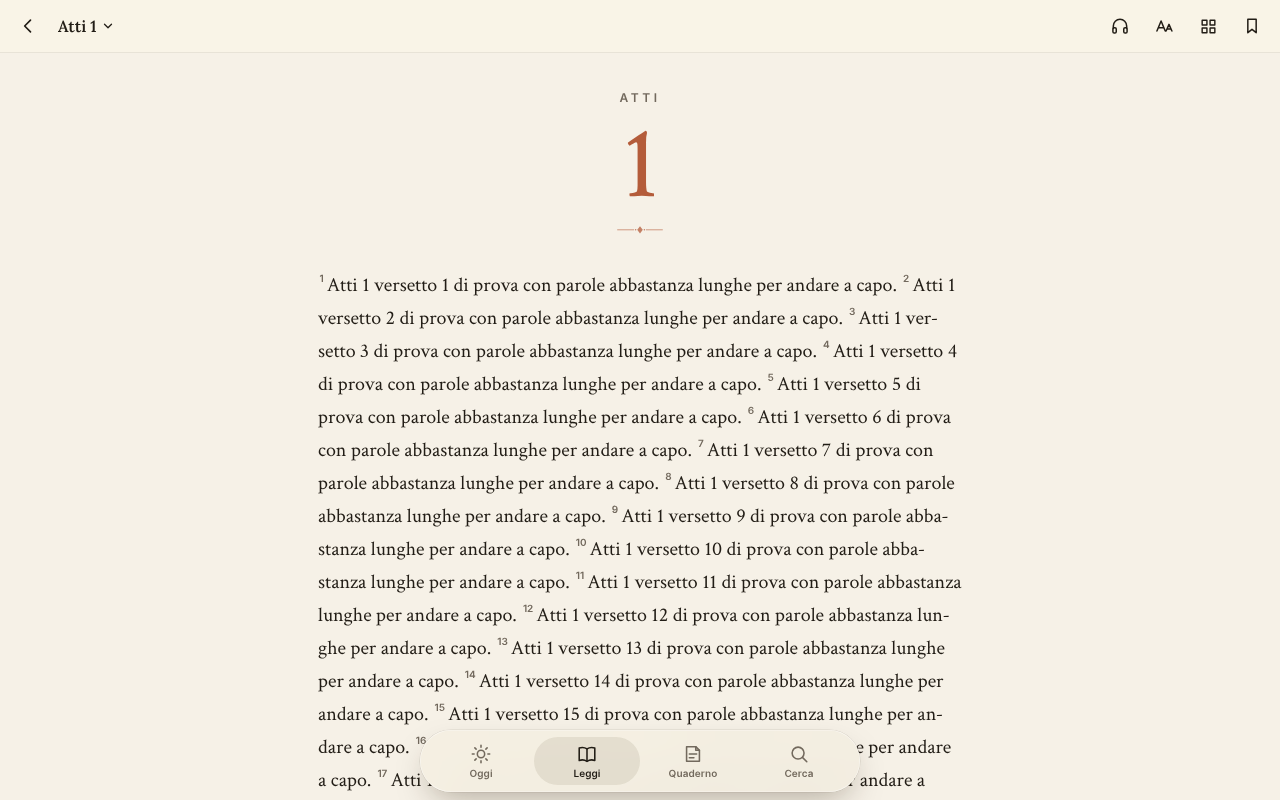 Atti 1
ATTI
1
1 Atti 1 versetto 1 di prova con parole abbastanza lunghe per andare a capo. 2 Atti 1
versetto 2 di prova con parole abbastanza lunghe per andare a capo. 3 Atti 1 ver-
setto 3 di prova con parole abbastanza lunghe per andare a capo. 4 Atti 1 versetto 4
di prova con parole abbastanza lunghe per andare a capo. 5 Atti 1 versetto 5 di
prova con parole abbastanza lunghe per andare a capo. 6 Atti 1 versetto 6 di prova
con parole abbastanza lunghe per andare a capo. 7 Atti 1 versetto 7 di prova con
parole abbastanza lunghe per andare a capo. 8 Atti 1 versetto 8 di prova con parole
abbastanza lunghe per andare a capo. 9 Atti 1 versetto 9 di prova con parole abba-
stanza lunghe per andare a capo. 10 Atti 1 versetto 10 di prova con parole abba-
stanza lunghe per andare a capo. 11 Atti 1 versetto 11 di prova con parole abbastanza
lunghe per andare a capo. 12 Atti 1 versetto 12 di prova con parole abbastanza lun-
ghe per andare a capo. 13 Atti 1 versetto 13 di prova con parole abbastanza lunghe
per andare a capo. 14 Atti 1 versetto 14 di prova con parole abbastanza lunghe per
andare a capo. 15 Atti 1 versetto 15 di prova con parole abbastanza lunghe per an-
dare a capo. 16 e per andare
a capo. 17 Atti andare a
Oggi
Leggi
Quaderno
Cerca